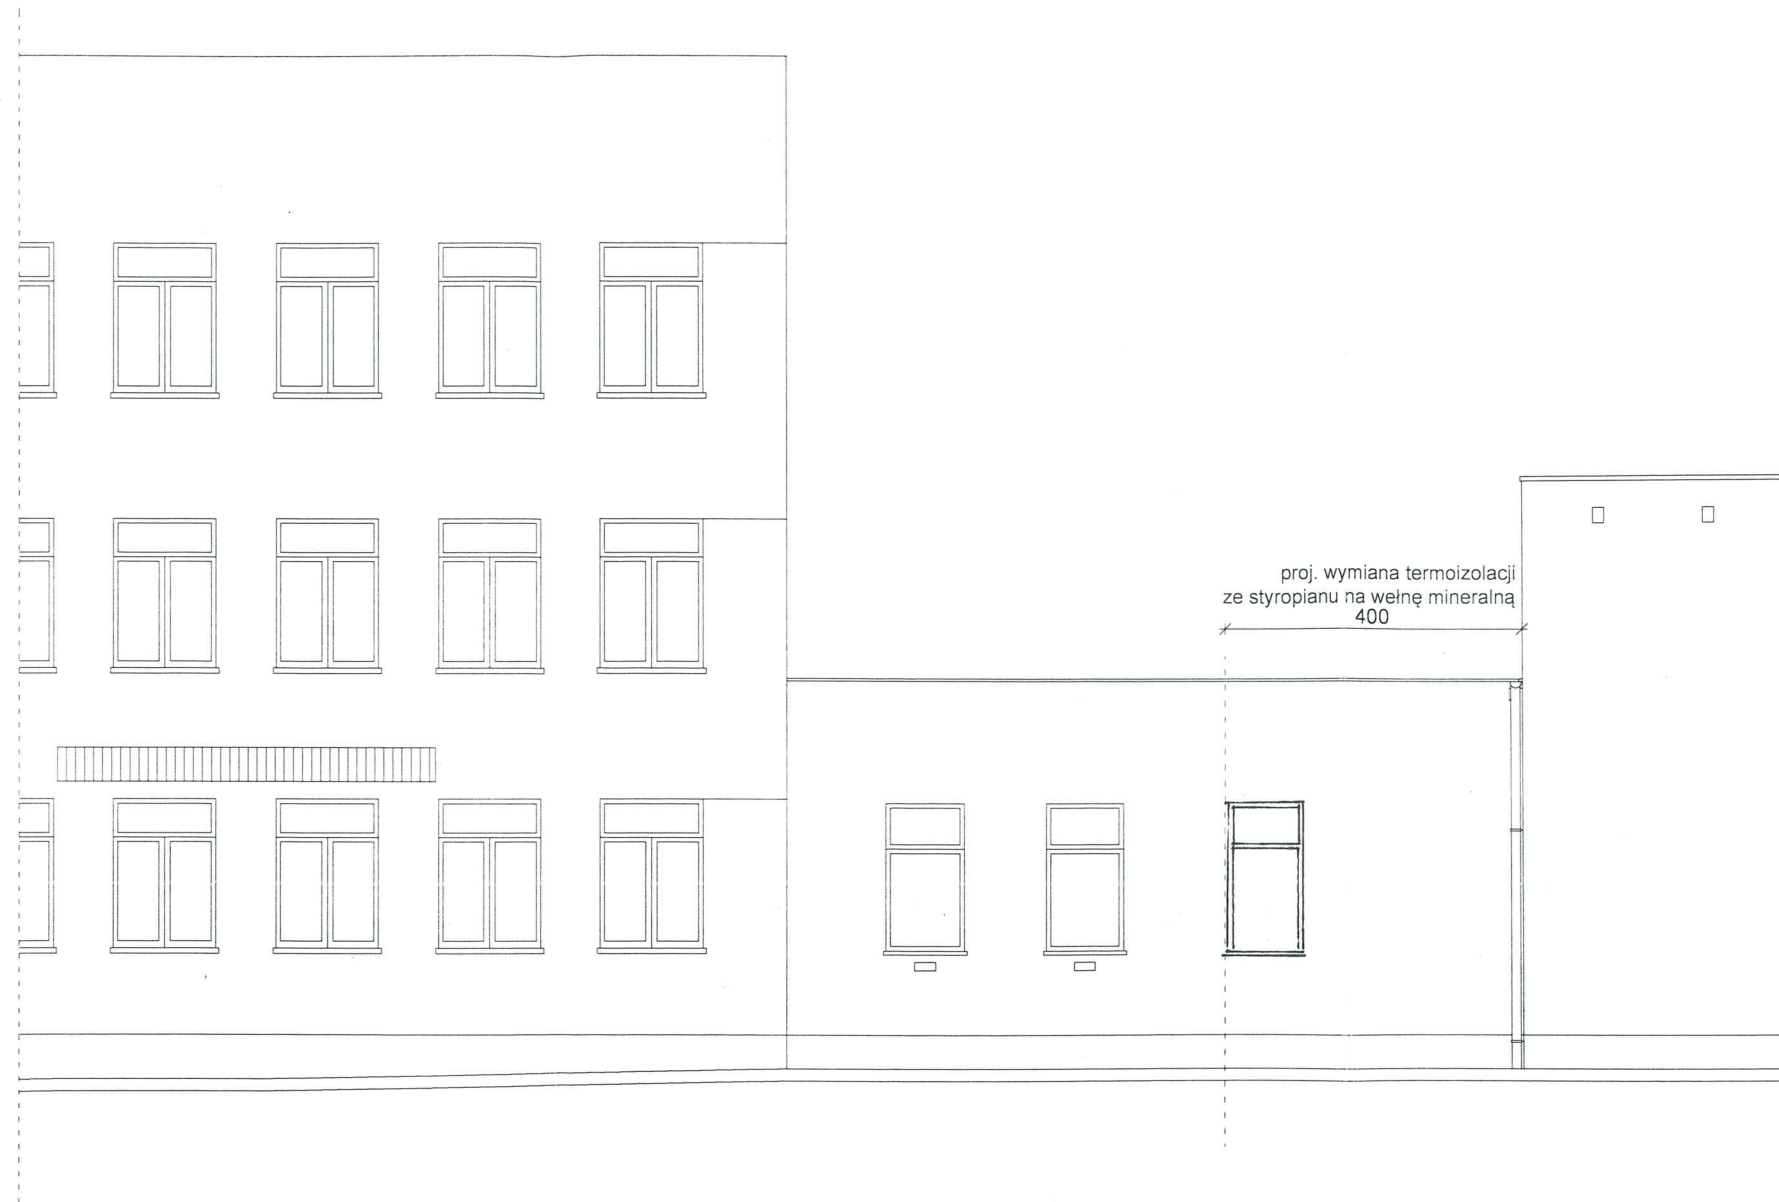 proj. wymiana termoizolacji
ze styropianu na wełnę mineralną
400